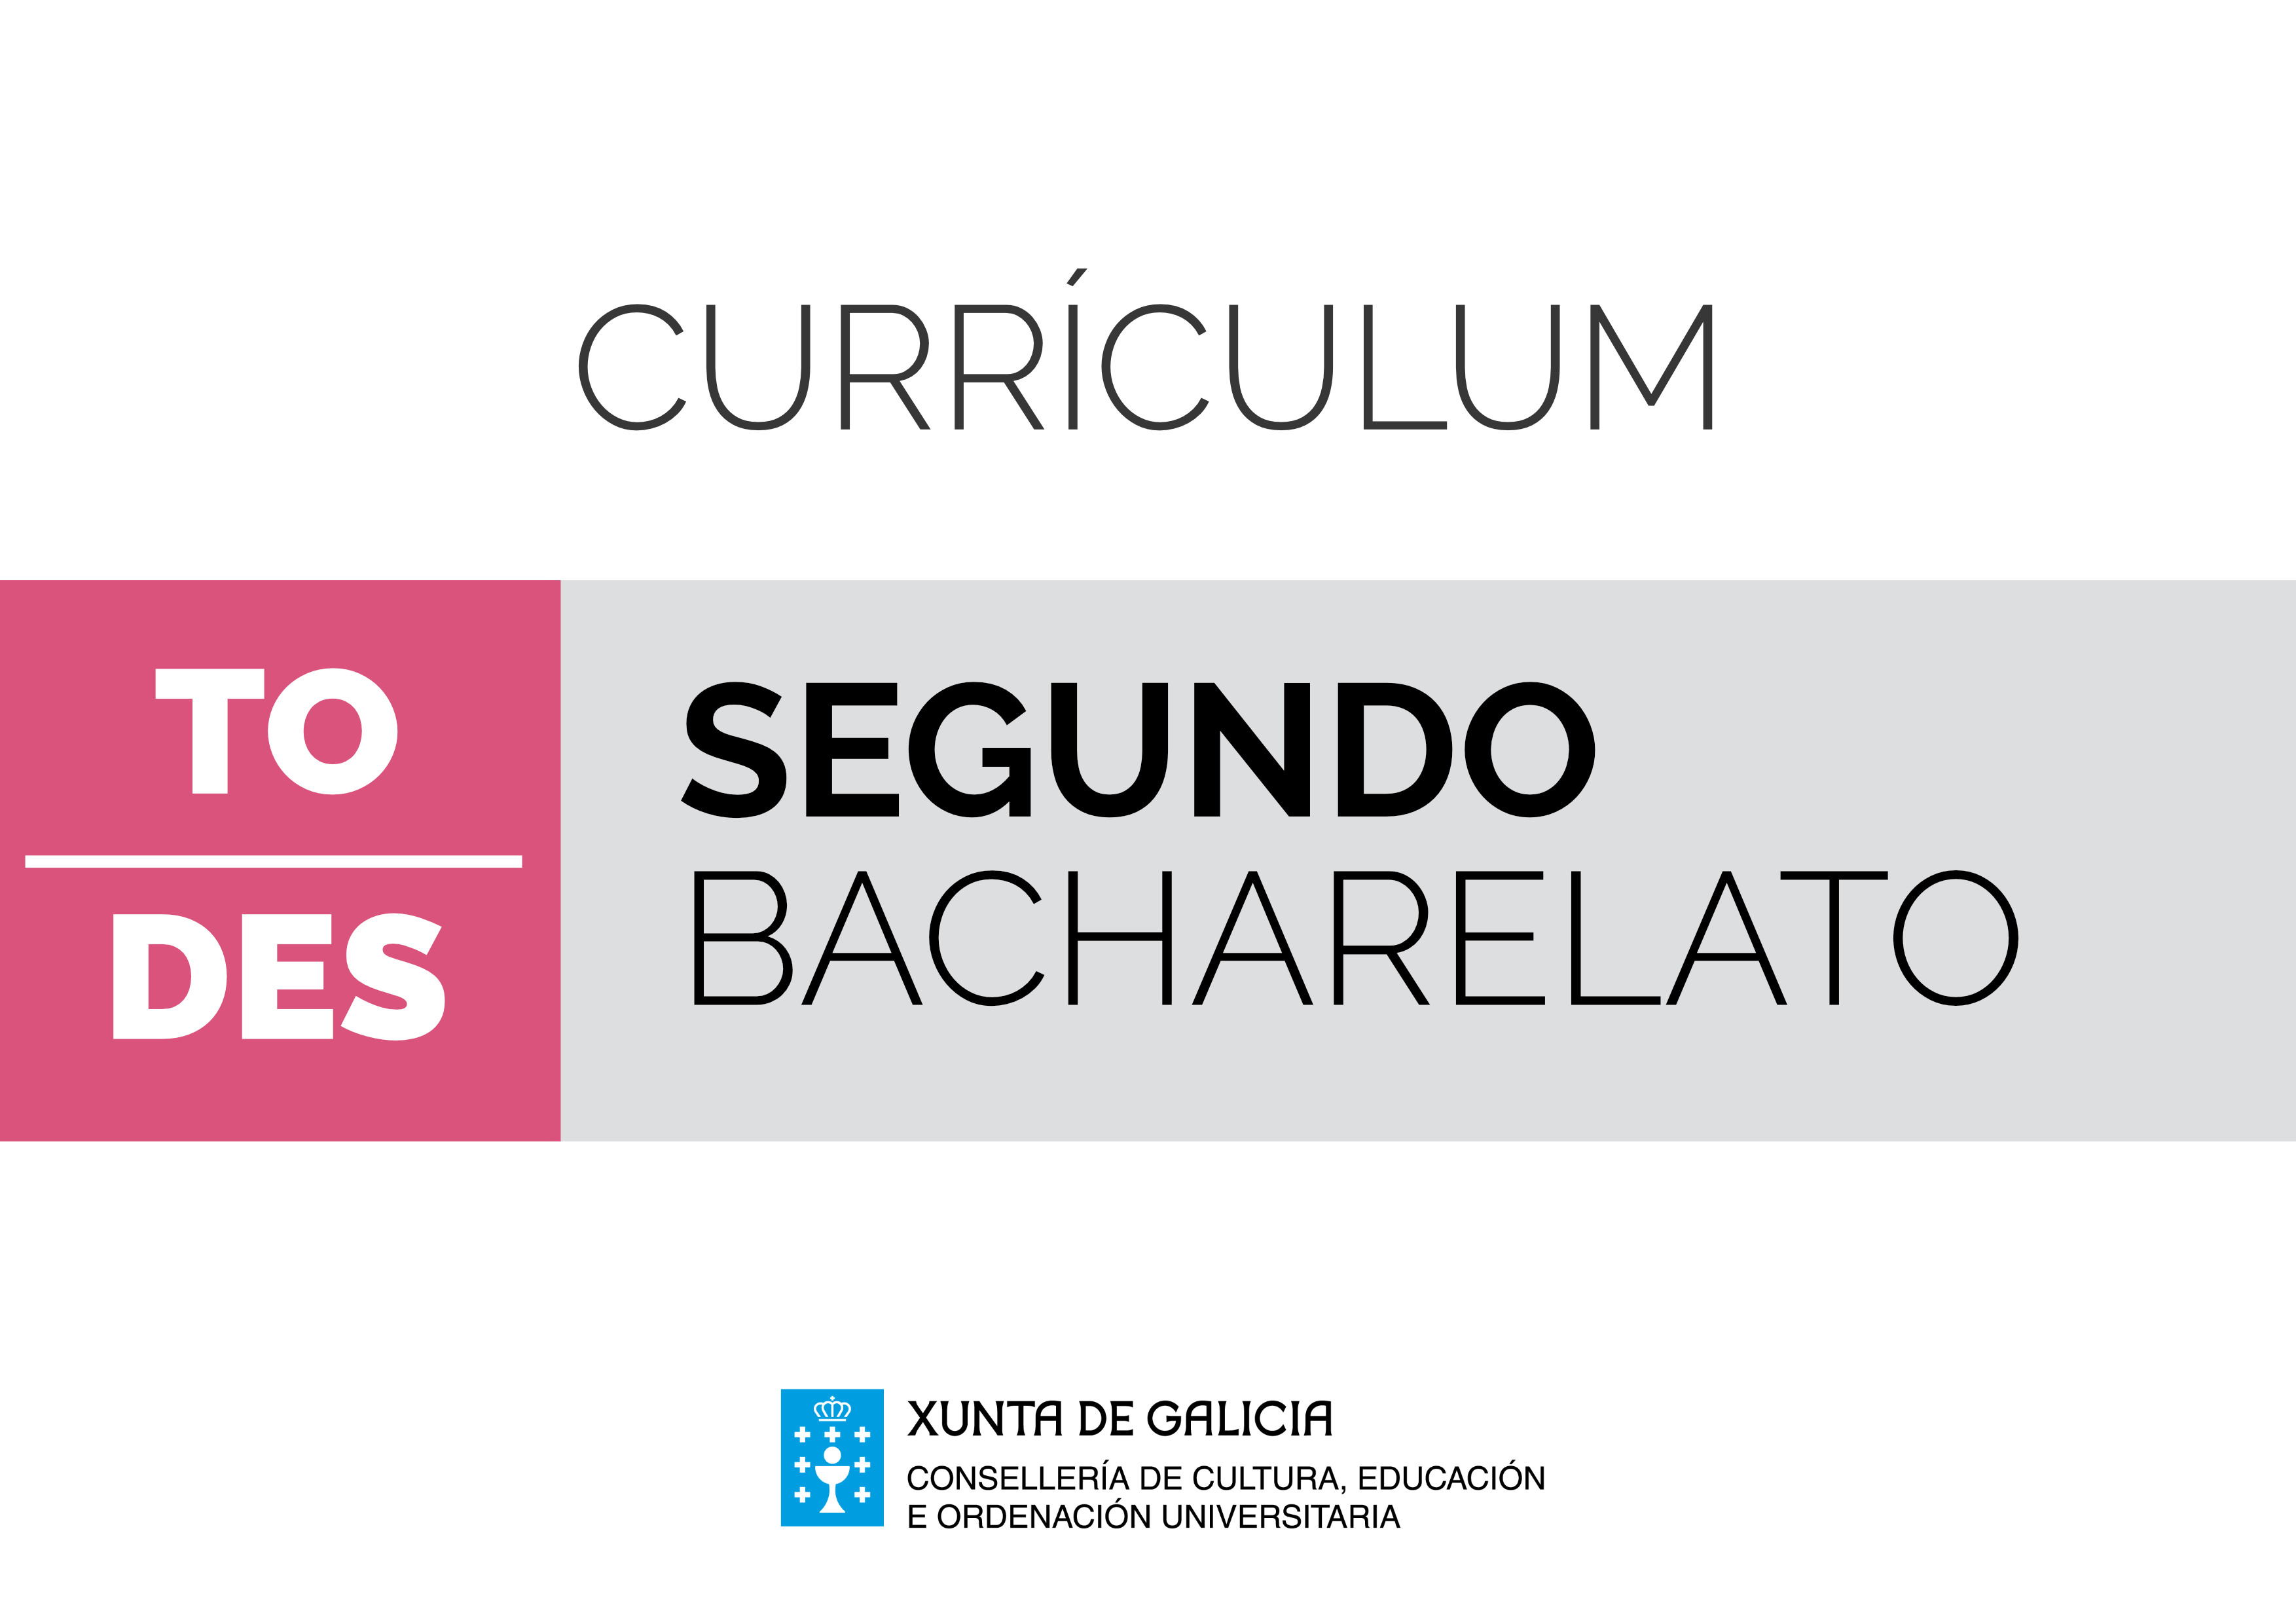 CURRÍCULUM
TO
DES
SEGUNDO
BACHARELATO
XUNTA DE GALICIA
CONSELLERÍA DE CULTURA, EDUCACIÓN
E ORDENACIÓN UNIVERSITARIA